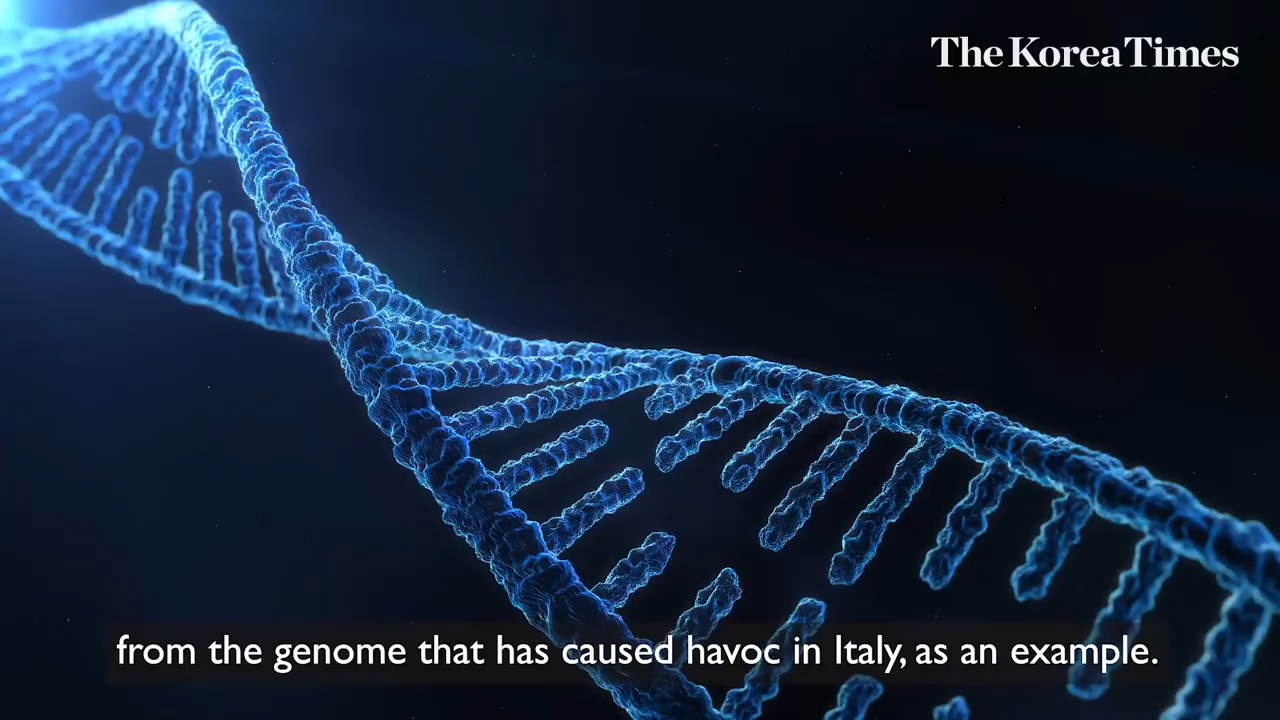 The Korea Times
from the genome that has caused havoc in Italy, as an example.